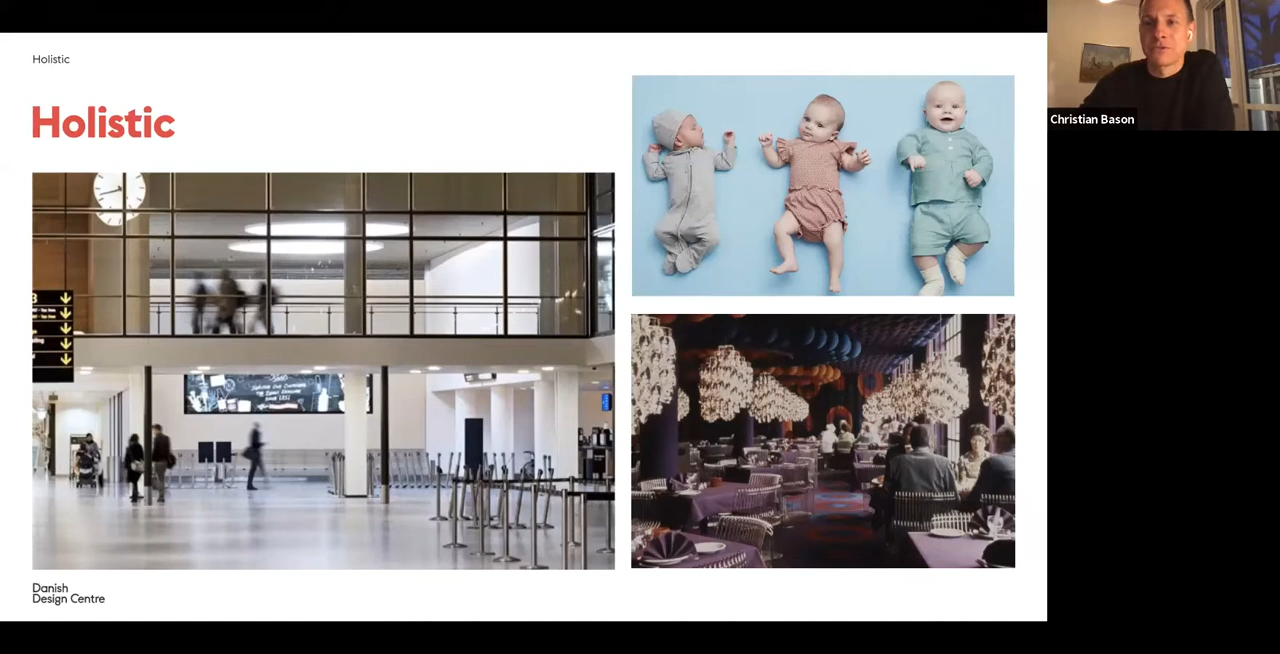 Holistic
Holistic
Danish
Design Centre
Christian Bason